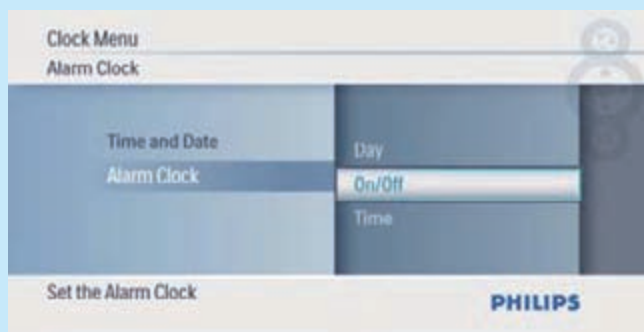 Clock Menu
Alarm Clock
Time and Date
Alarm Clock
Day
On/Off
Time
Set the Alarm Clock
PHILIPS